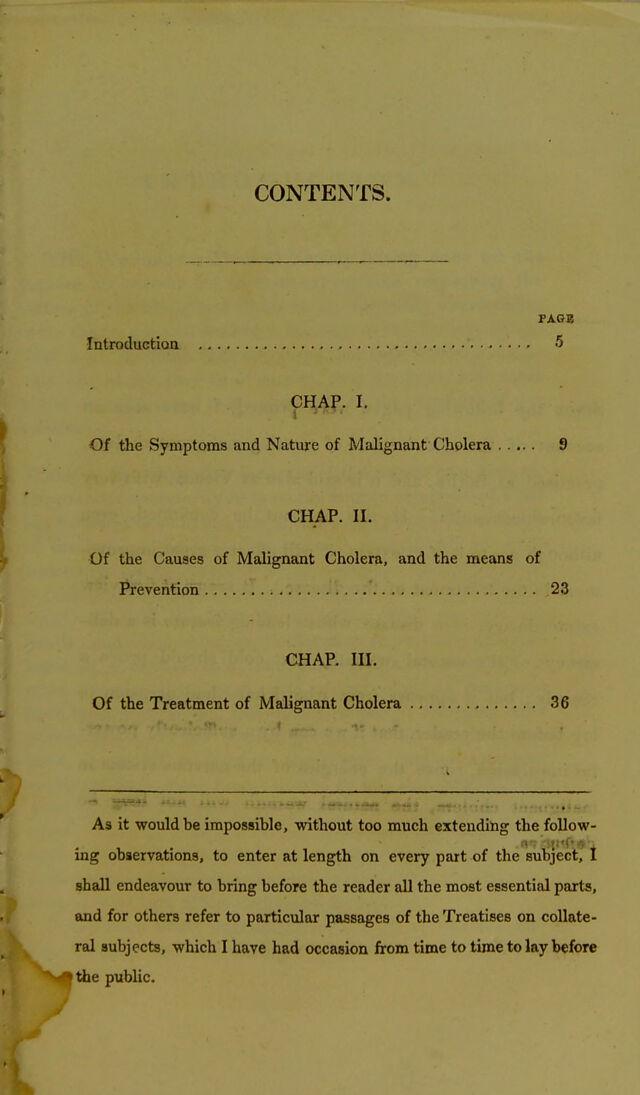 CONTENTS.
PAGE
Introduction .................................... 5
CHAP. I.
Of the Symptoms and Nature of Malignant Cholera ..... 9
CHAP. II.
Of the Causes of Malignant Cholera, and the means of
Prevention .................................... 23
CHAP. III.
Of the Treatment of Malignant Cholera .............. 36
As it would be impossible, without too much extending the follow-
ing observations, to enter at length on every part of the subject, I
shall endeavour to bring before the reader all the most essential parts,
and for others refer to particular passages of the Treatises on collate-
ral subjects, which I have had occasion from time to time to lay before
the public.